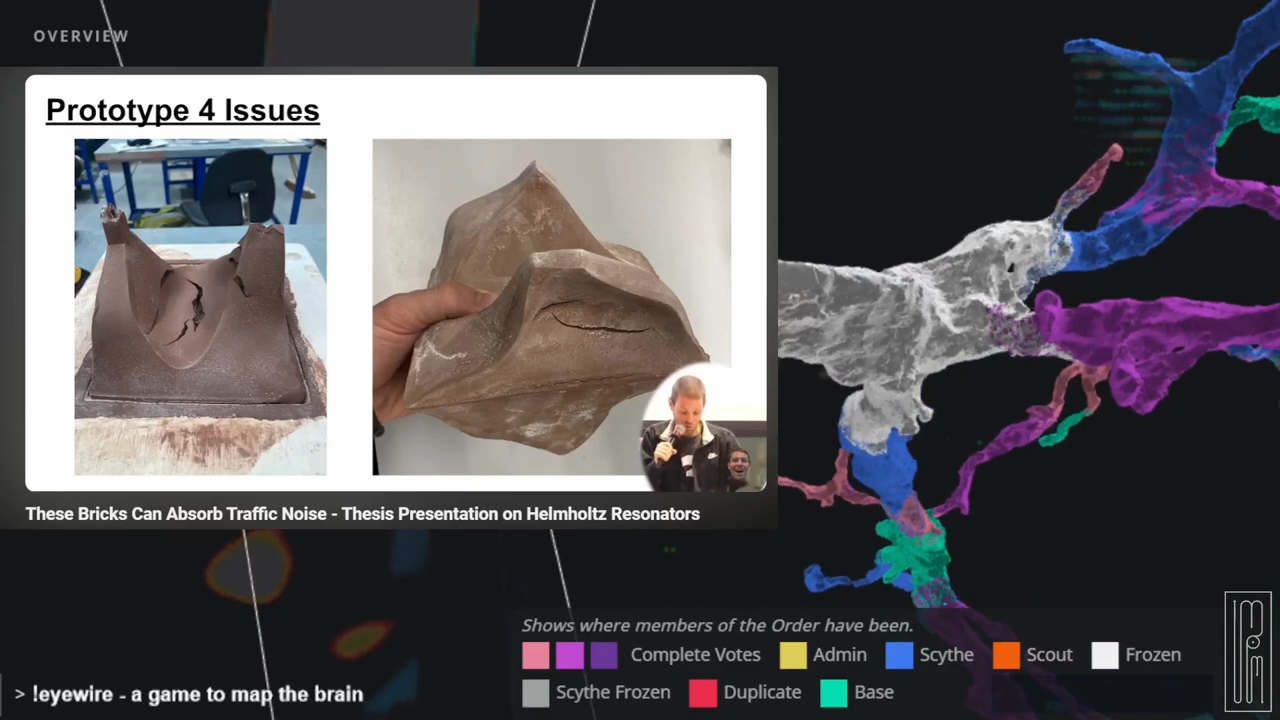 OVERVIEW
Prototype 4 Issues
These Bricks Can Absorb Traffic Noise - Thesis Presentation on Helmholtz Resonators
Shows where members of the Order have been.
Complete Votes Admin Scythe Scout Frozen
Scythe Frozen Duplicate Base
> !eyewire - a game to map the brain